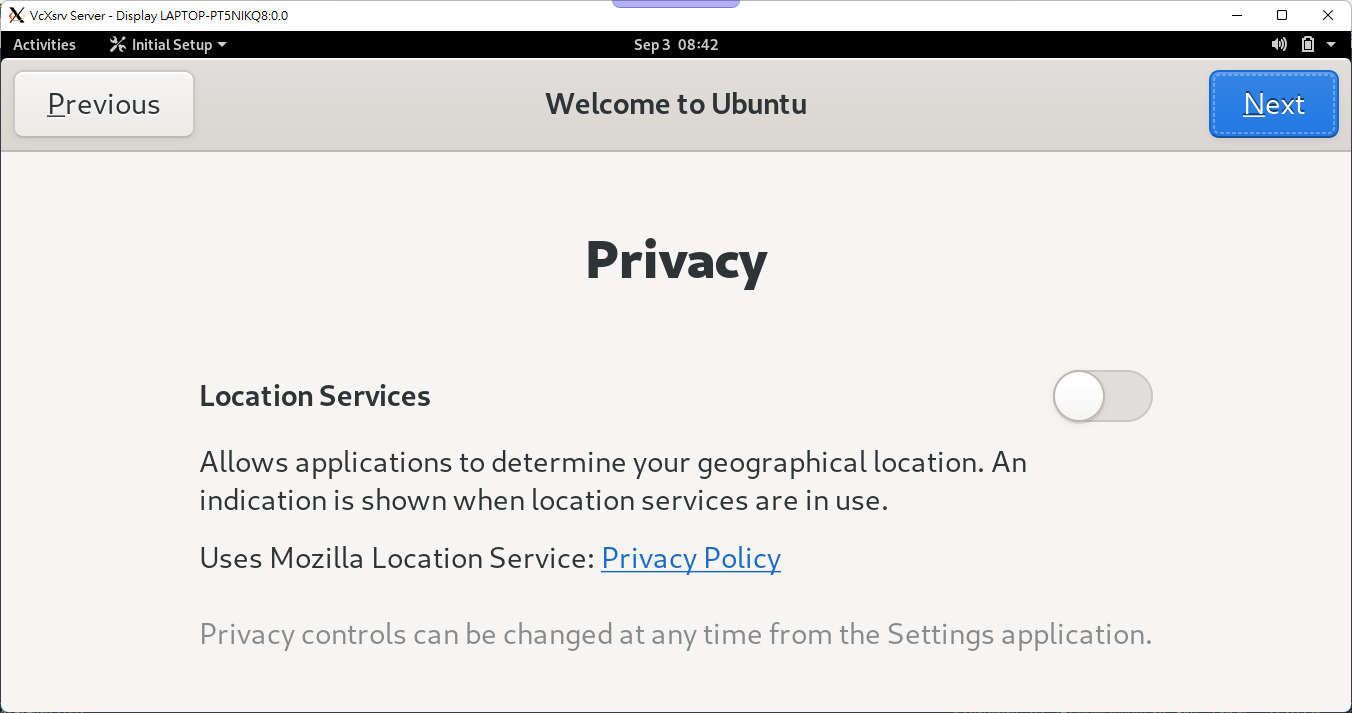 VcXsrv Server - Display LAPTOP-PT5NIKQ8:0.0
Activities Initial Setup Sep 3 08:42
Previous Welcome to Ubuntu Next
Privacy
Location Services
Allows applications to determine your geographical location. An
indication is shown when location services are in use.
Uses Mozilla Location Service: Privacy Policy
Privacy controls can be changed at any time from the Settings application.